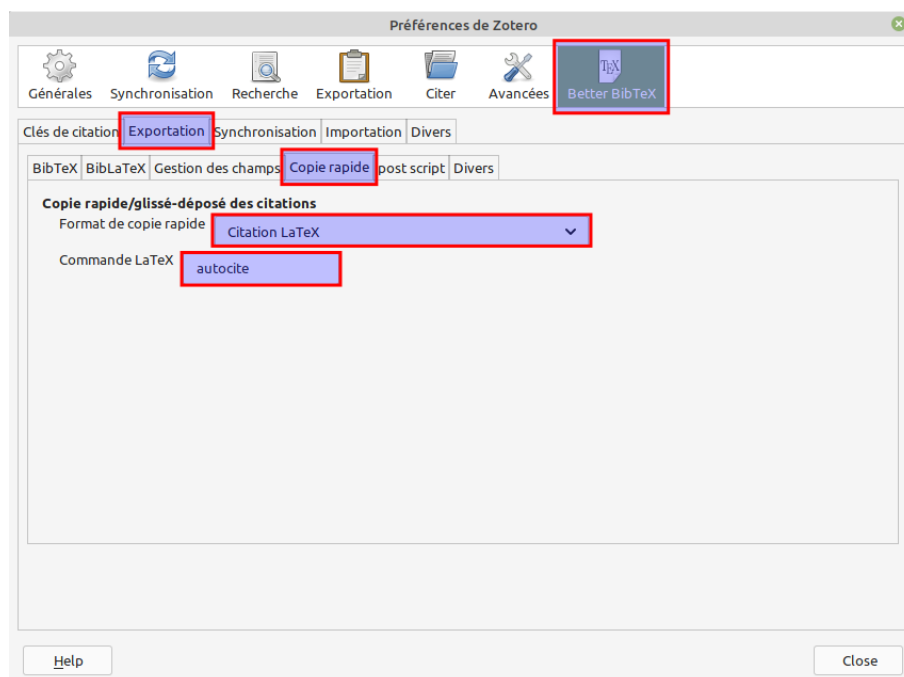 Préférences de Zotero
TEX
Générales Synchronisation Recherche Exportation Citer Avancées Better BibTeX
Clés de citation Exportation Synchronisation Importation Divers
BibTeX BibLaTeX Gestion des champs Copie rapide post script Divers
Copie rapide/glissé-déposé des citations
Format de copie rapide Citation LaTeX
Commande LaTeX autocite
Help Close